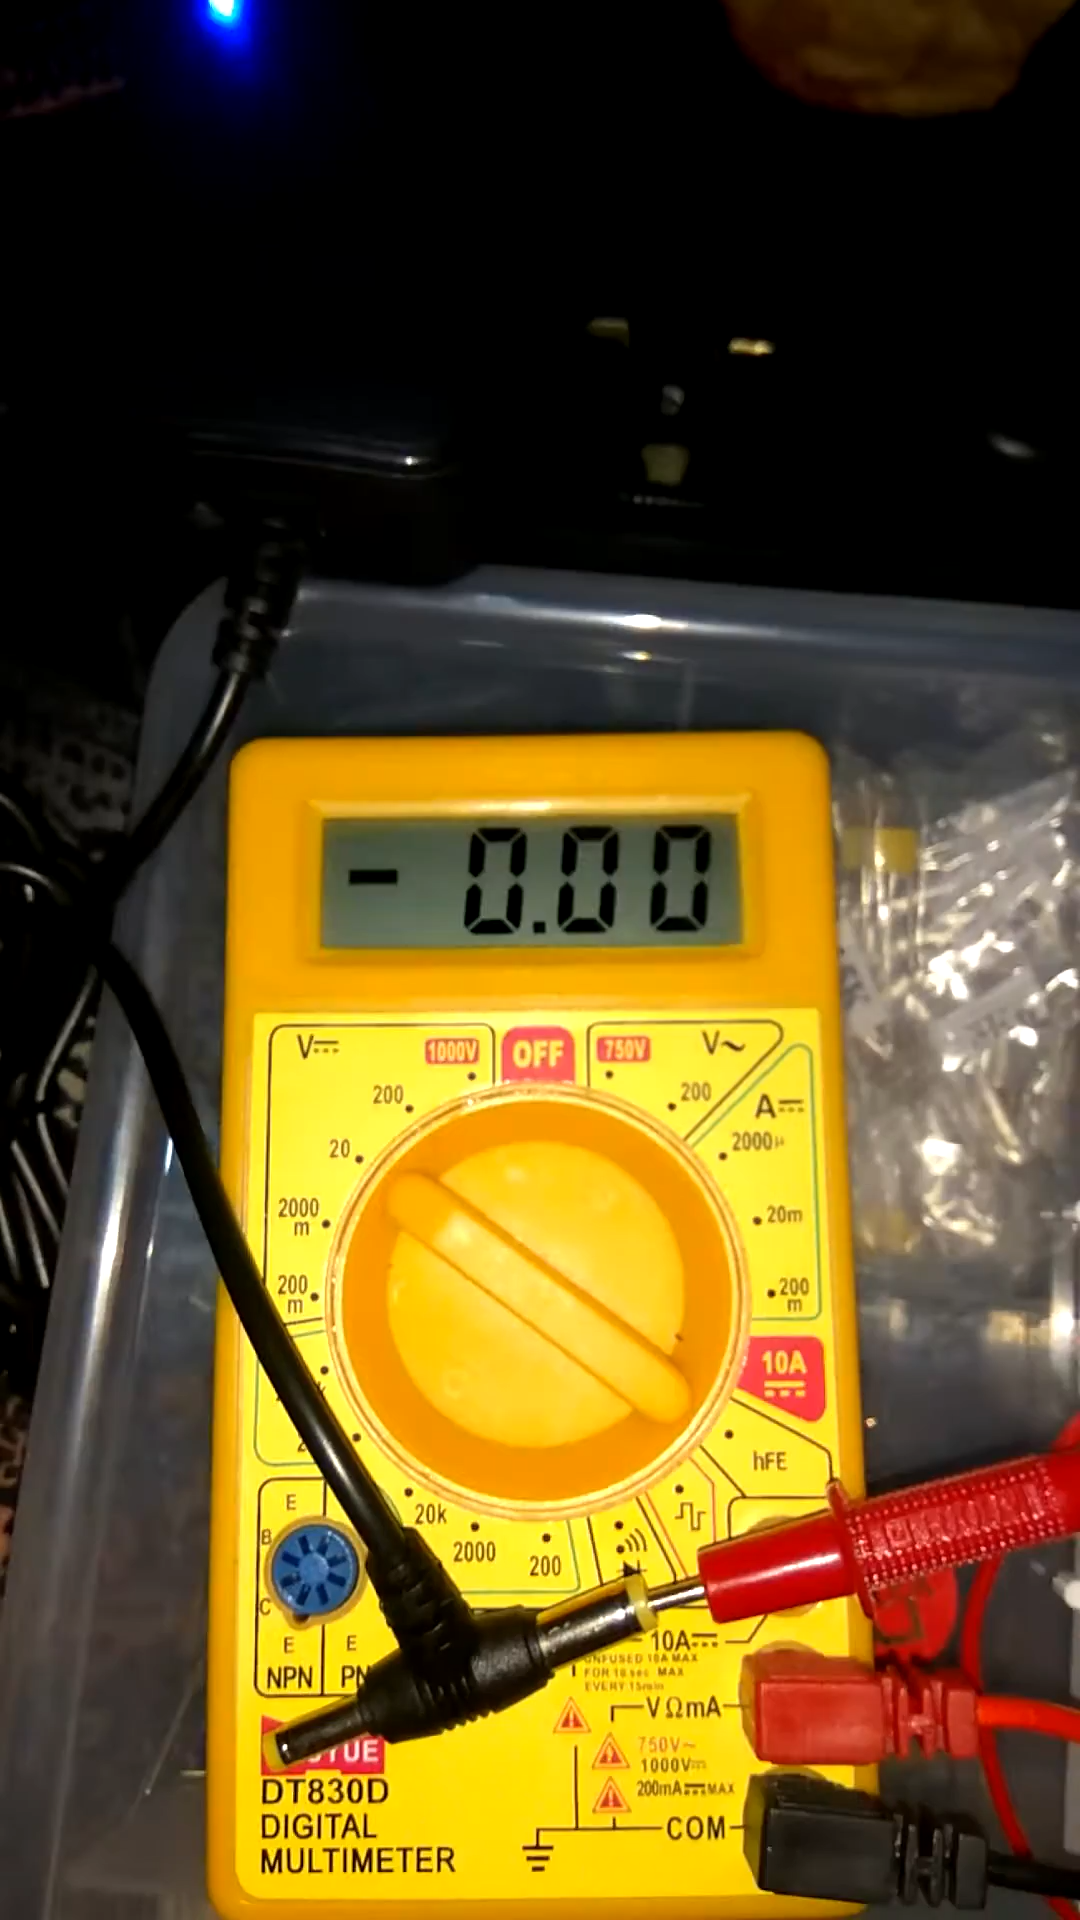 - 0.00
V⎓ 1000V OFF 750V V~
200 200
A⎓
20 2000µ
2000
m
20m
200
m
200
m
10A
⎓
hFE
20k
2000
200
E
B
C
E E
NPN
10A⎓
UNFUSED 10A MAX
FOR 10 sec MAX
EVERY 15min
VΩmA
750V~
1000V⎓
200mA⎓MAX
COM
DT830D
DIGITAL
MULTIMETER